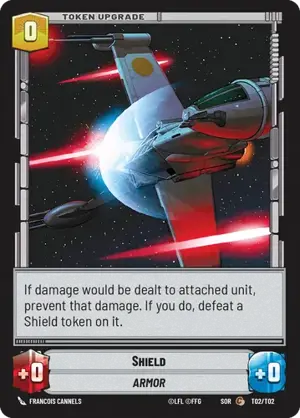 TOKEN UPGRADE
0
If damage would be dealt to attached unit,
prevent that damage. If you do, defeat a
Shield token on it.
+0 SHIELD +0
ARMOR
FRANCOIS CANNELS ©LFL ©FFG SOR C T02/T02